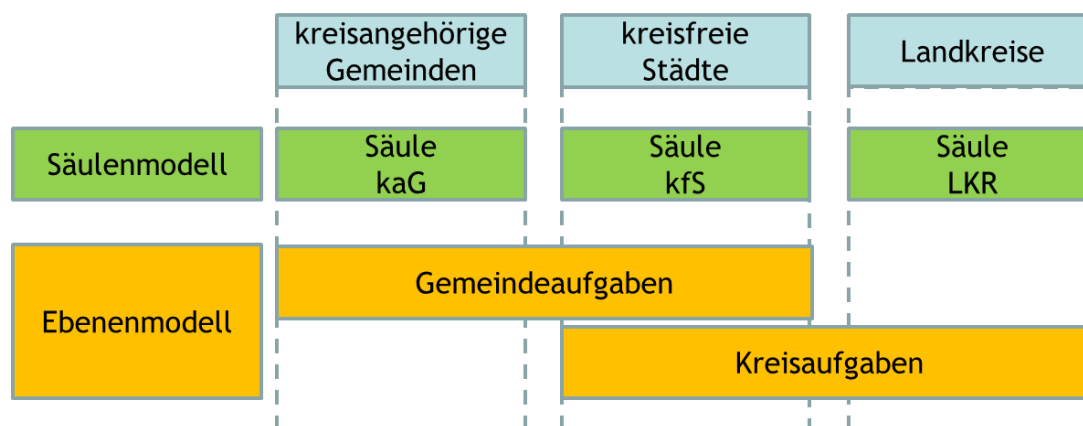 kreisangehörige
Gemeinden
kreisfreie
Städte
Landkreise
Säulenmodell
Säule
kaG
Säule
kfS
Säule
LKR
Ebenenmodell
Gemeindeaufgaben
Kreisaufgaben